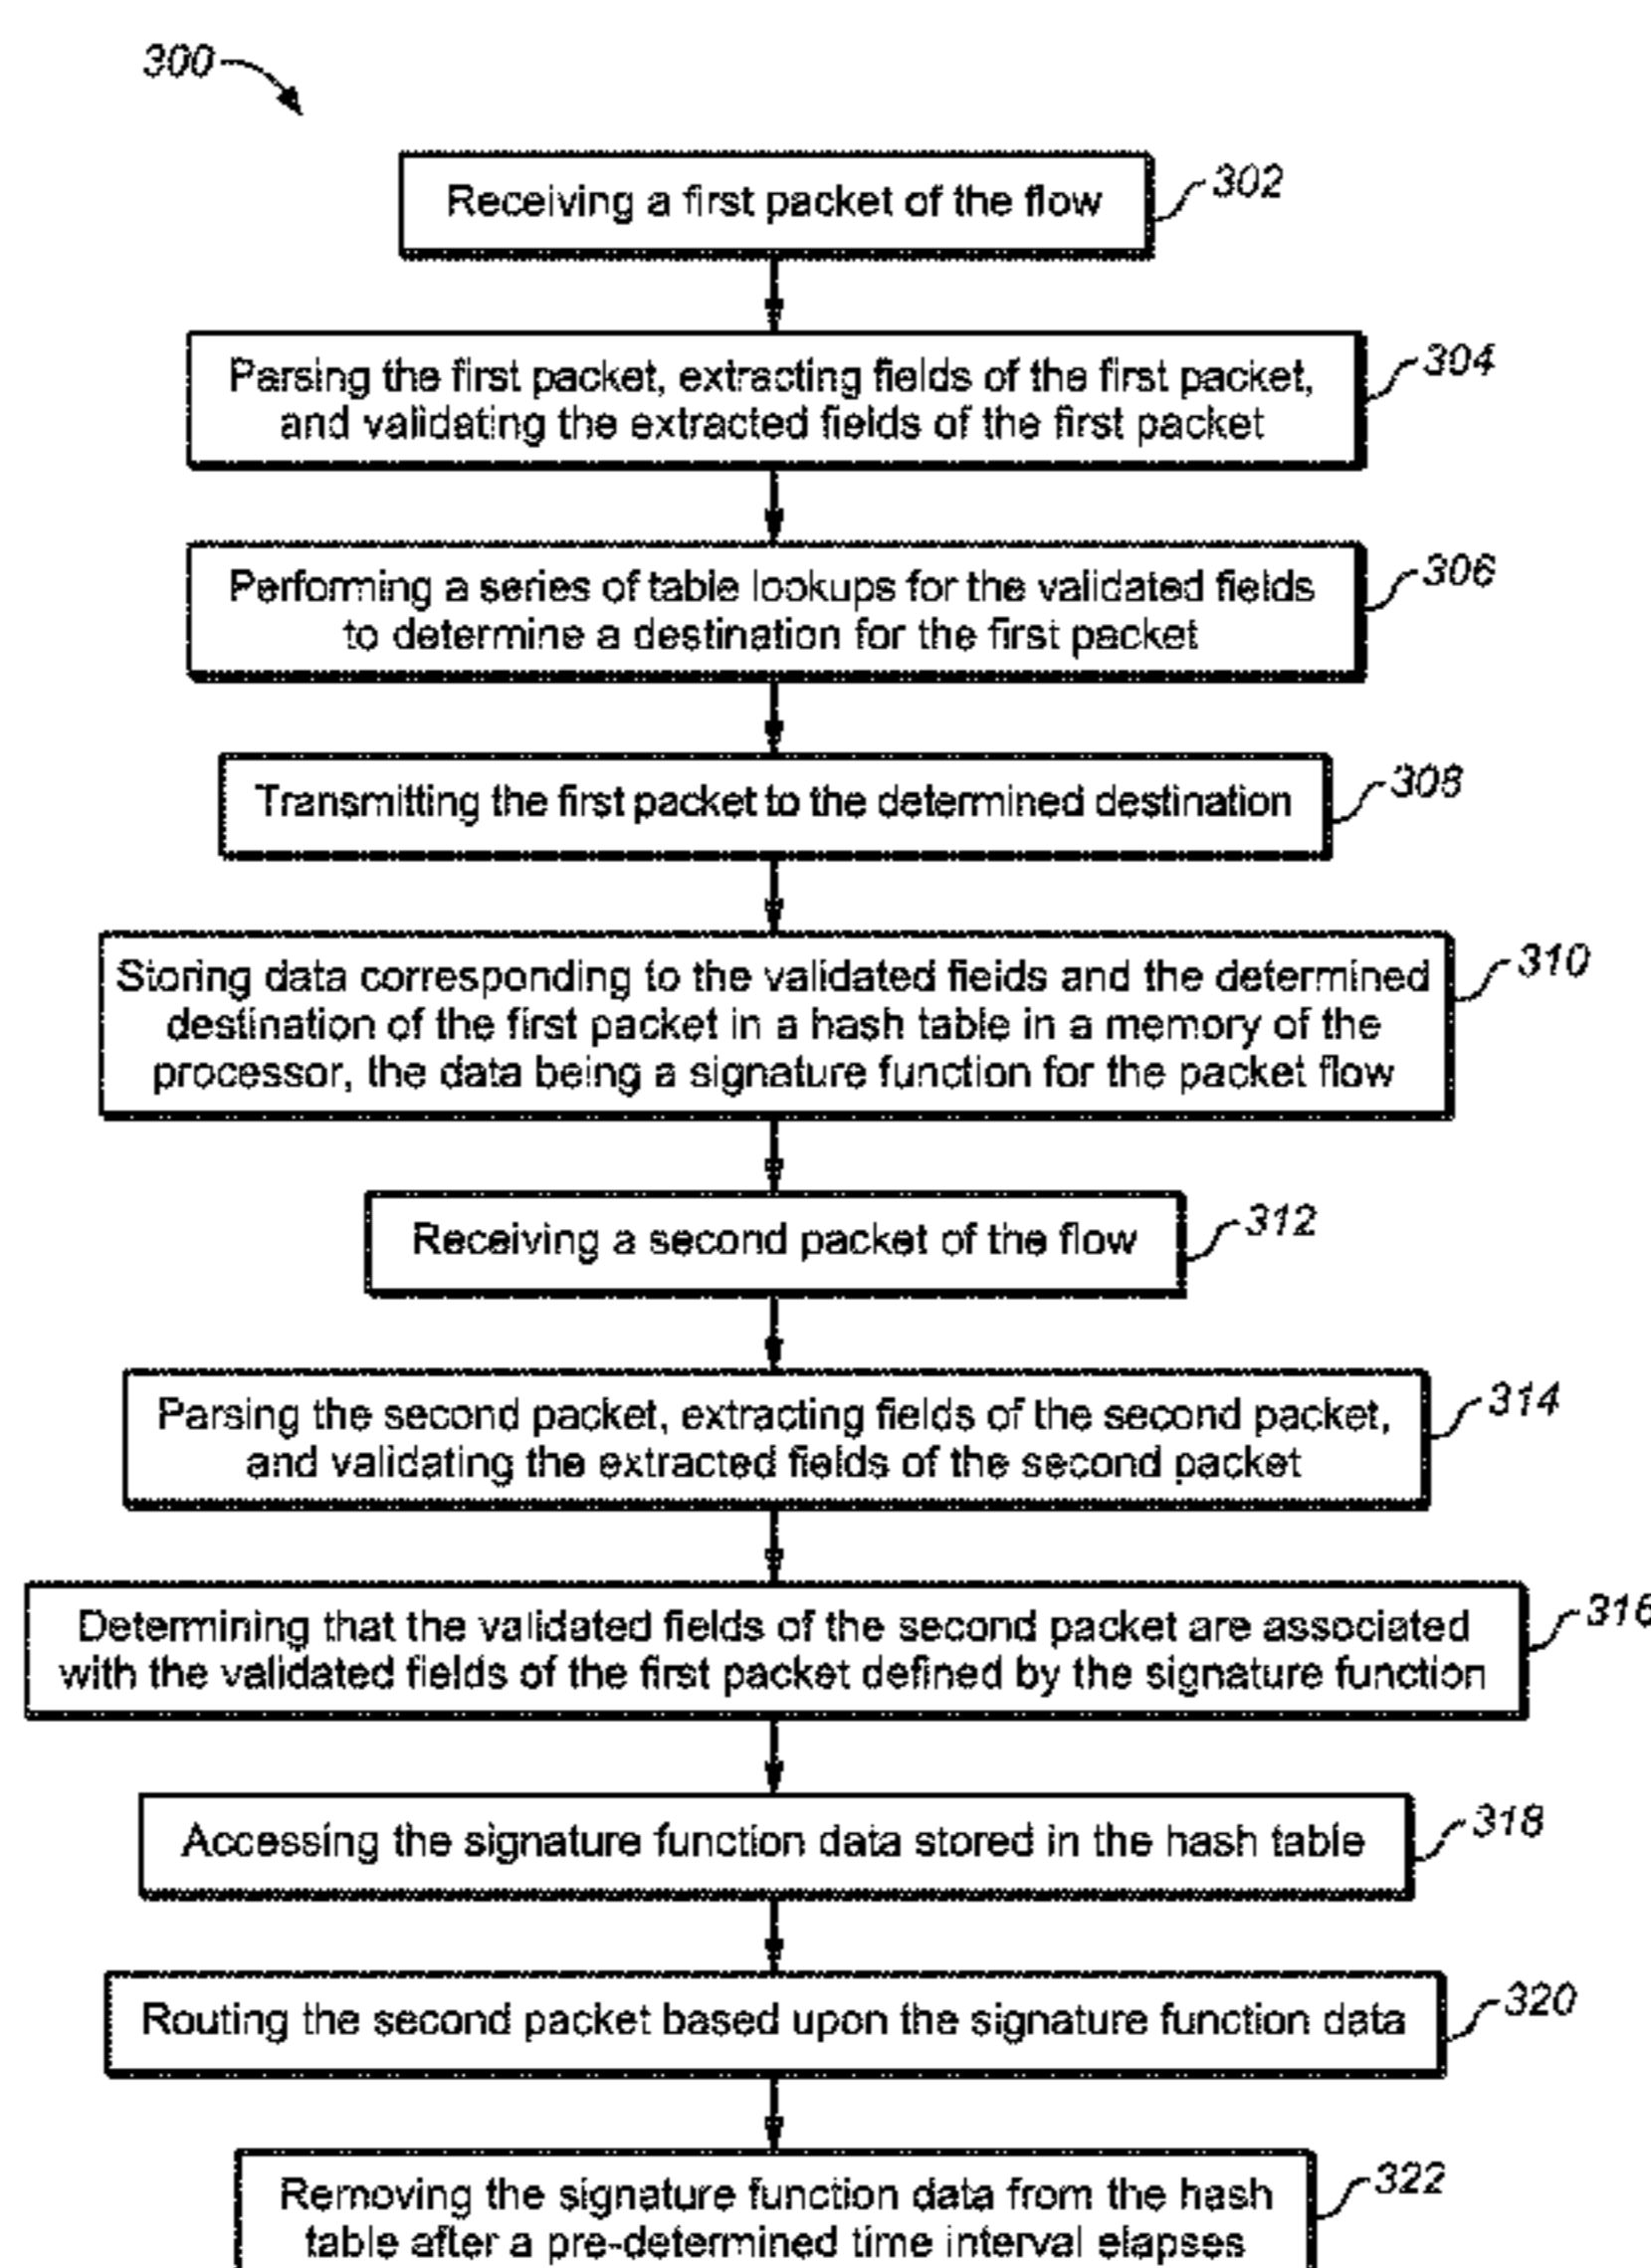 300
Receiving a first packet of the flow
302
Parsing the first packet, extracting fields of the first packet,
and validating the extracted fields of the first packet
304
Performing a series of table lookups for the validated fields
to determine a destination for the first packet
306
Transmitting the first packet to the determined destination
308
Storing data corresponding to the validated fields and the determined
destination of the first packet in a hash table in a memory of the
processor, the data being a signature function for the packet flow
310
Receiving a second packet of the flow
312
Parsing the second packet, extracting fields of the second packet,
and validating the extracted fields of the second packet
314
Determining that the validated fields of the second packet are associated
with the validated fields of the first packet defined by the signature function
316
Accessing the signature function data stored in the hash table
318
Routing the second packet based upon the signature function data
320
Removing the signature function data from the hash
table after a pre-determined time interval elapses
322